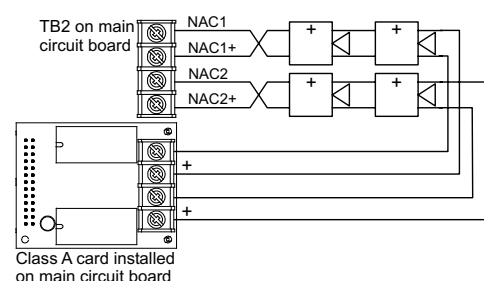 TB2 on main
circuit board
NAC1
NAC1+
NAC2
NAC2+
+ +
+ +
+
+
Class A card installed
on main circuit board